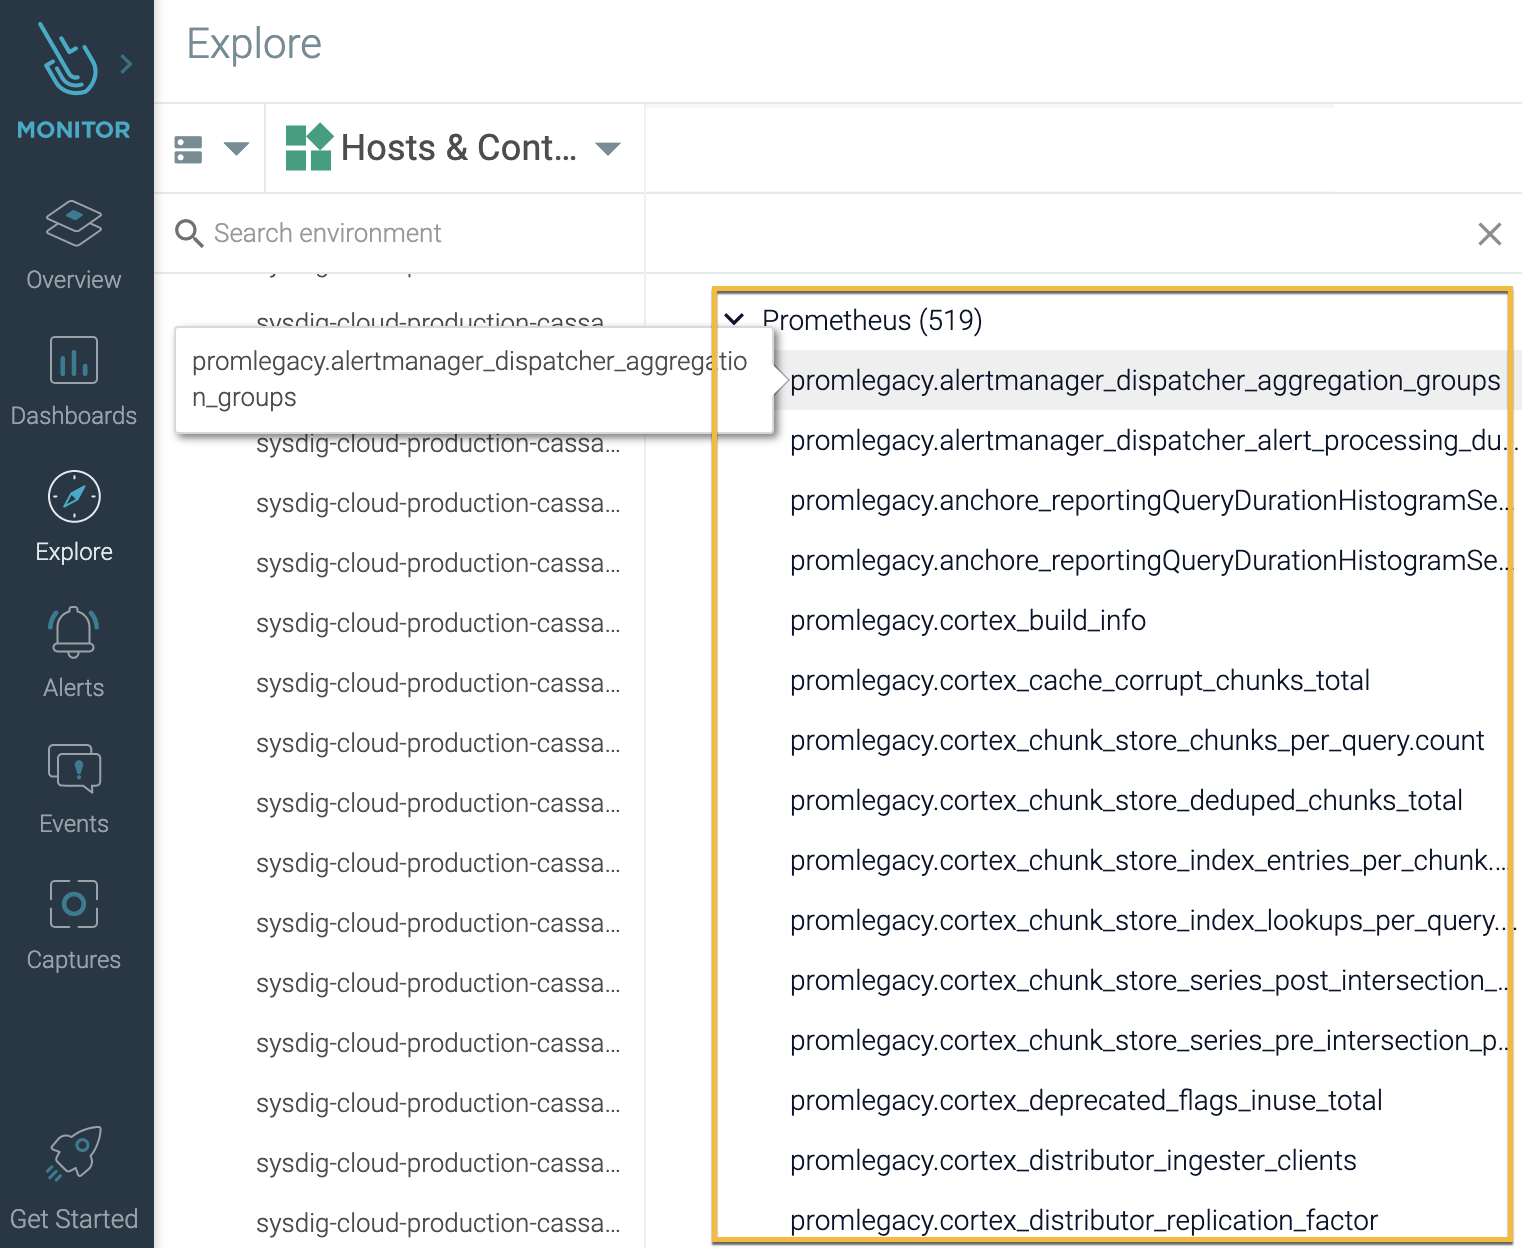 MONITOR
Overview
Dashboards
Explore
Alerts
Events
Captures
Get Started
Explore
Hosts & Cont...
Search environment
sysdig-cloud-production-cassa
promlegacy.alertmanager_dispatcher_aggregatio
n_groups
sysdig-cloud-production-cassa...
sysdig-cloud-production-cassa...
sysdig-cloud-production-cassa...
sysdig-cloud-production-cassa...
sysdig-cloud-production-cassa...
sysdig-cloud-production-cassa...
sysdig-cloud-production-cassa...
sysdig-cloud-production-cassa...
sysdig-cloud-production-cassa...
sysdig-cloud-production-cassa...
sysdig-cloud-production-cassa...
sysdig-cloud-production-cassa...
sysdig-cloud-production-cassa...
sysdig-cloud-production-cassa...
Prometheus (519)
promlegacy.alertmanager_dispatcher_aggregation_groups
promlegacy.alertmanager_dispatcher_alert_processing_du...
promlegacy.anchore_reportingQueryDurationHistogramSe...
promlegacy.anchore_reportingQueryDurationHistogramSe...
promlegacy.cortex_build_info
promlegacy.cortex_cache_corrupt_chunks_total
promlegacy.cortex_chunk_store_chunks_per_query.count
promlegacy.cortex_chunk_store_deduped_chunks_total
promlegacy.cortex_chunk_store_index_entries_per_chunk....
promlegacy.cortex_chunk_store_index_lookups_per_query....
promlegacy.cortex_chunk_store_series_post_intersection_...
promlegacy.cortex_chunk_store_series_pre_intersection_p...
promlegacy.cortex_deprecated_flags_inuse_total
promlegacy.cortex_distributor_ingester_clients
promlegacy.cortex_distributor_replication_factor